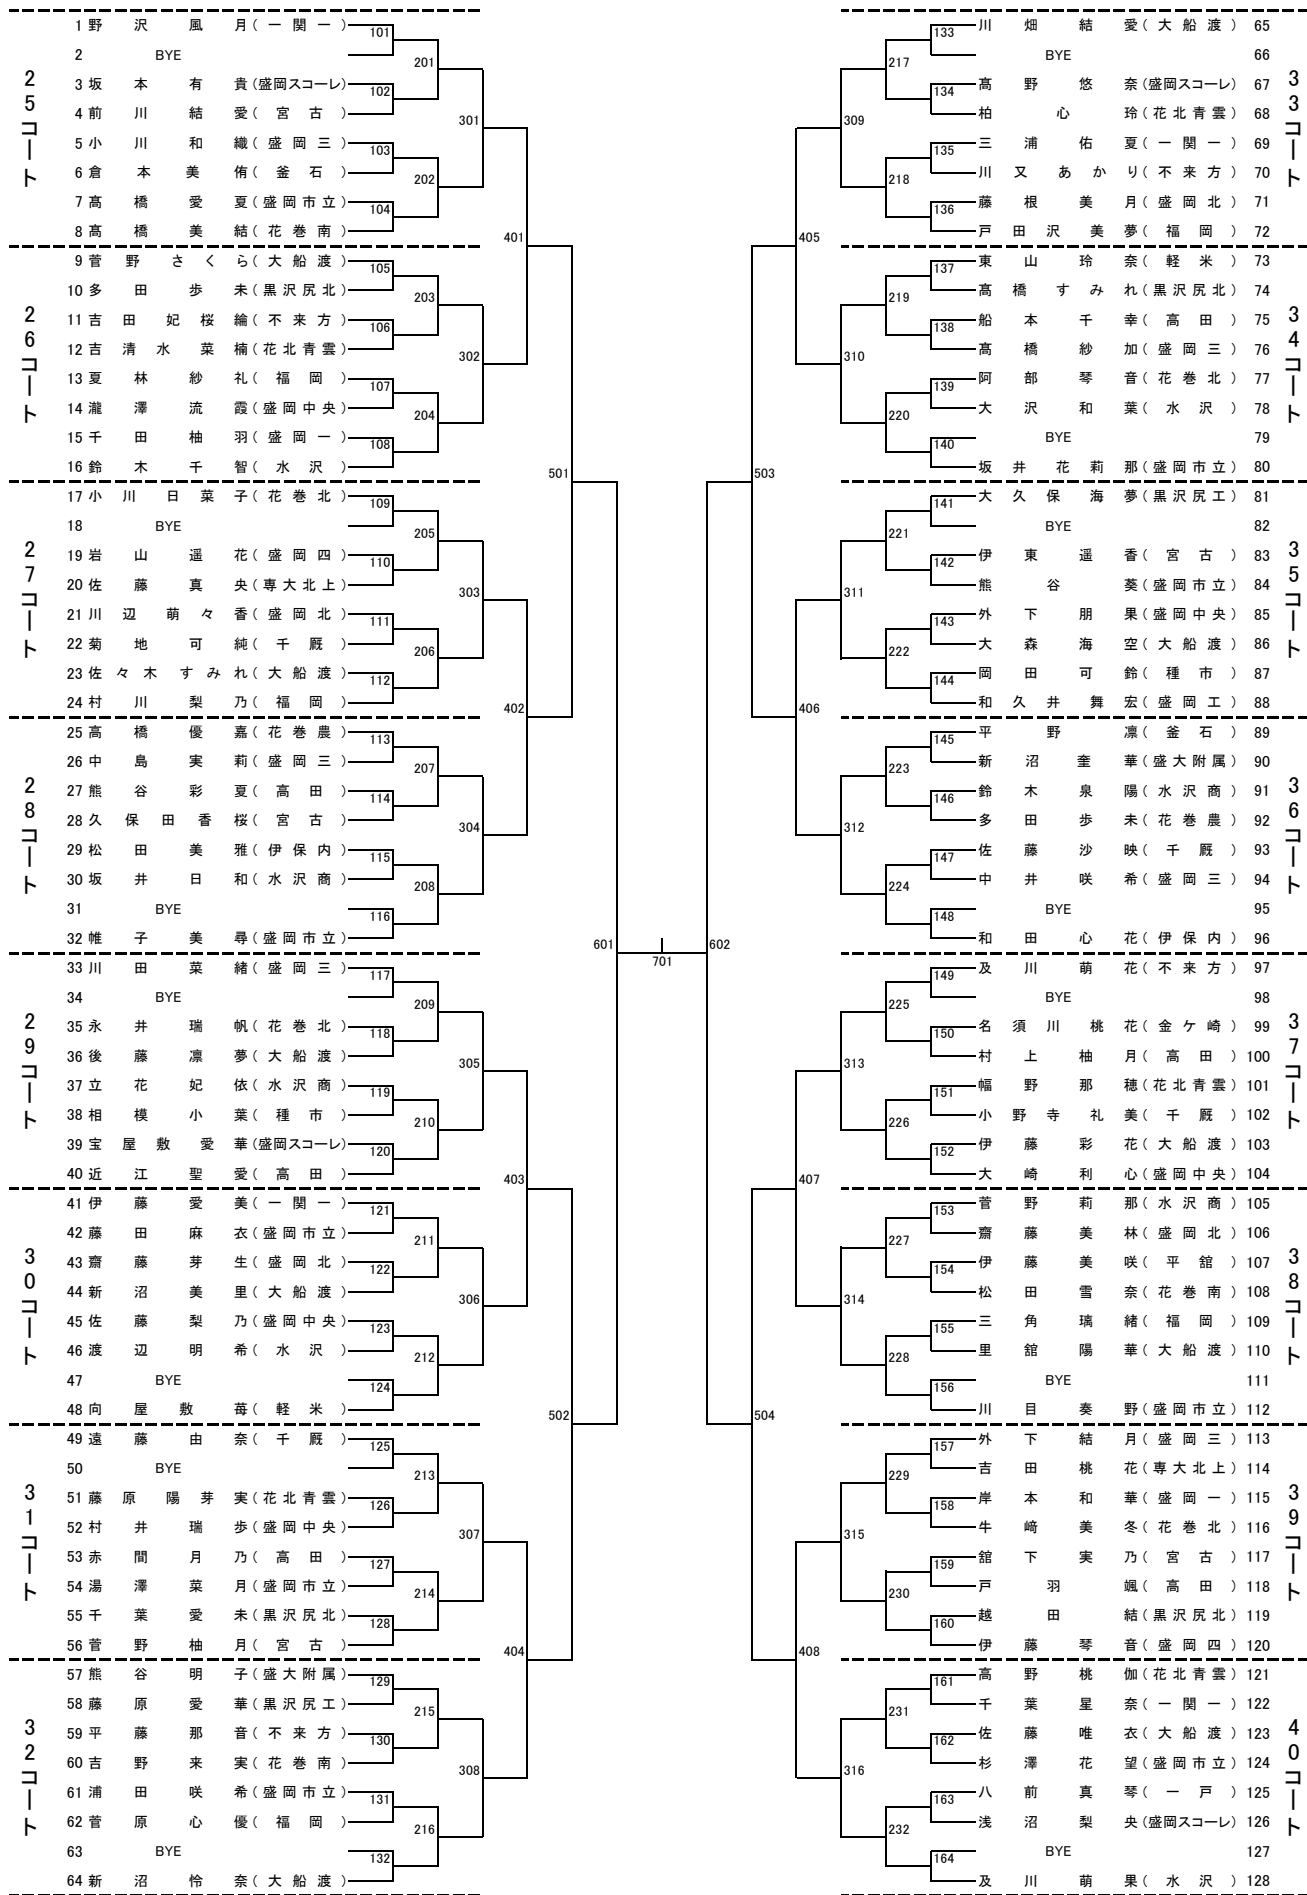 25コート
1 野沢風月(一関一)
101
2 BYE
201
3 坂本有貴(盛岡スコーレ)
102
4 前川結愛(宮古)
301
5 小川和織(盛岡三)
103
6 倉本美侑(釜石)
202
7 髙橋愛夏(盛岡市立)
104
8 髙橋美結(花巻南)
401
26コート
9 菅野さくら(大船渡)
105
10 多田歩未(黒沢尻北)
203
11 吉田妃桜綸(不来方)
106
12 吉清水菜楠(花北青雲)
302
13 夏林紗礼(福岡)
107
14 瀧澤流霞(盛岡中央)
204
15 千田柚羽(盛岡一)
108
16 鈴木千智(水沢)
501
27コート
17 小川日菜子(花巻北)
109
18 BYE
205
19 岩山遥花(盛岡四)
110
20 佐藤真央(専大北上)
303
21 川辺萌々香(盛岡北)
111
22 菊地可純(千厩)
206
23 佐々木すみれ(大船渡)
112
24 村川梨乃(福岡)
402
28コート
25 高橋優嘉(花巻農)
113
26 中島実莉(盛岡三)
207
27 熊谷彩夏(高田)
114
28 久保田香桜(宮古)
304
29 松田美雅(伊保内)
115
30 坂井日和(水沢商)
208
31 BYE
116
32 帷子美尋(盛岡市立)
601
29コート
33 川田菜緒(盛岡三)
117
34 BYE
209
35 永井瑞帆(花巻北)
118
36 後藤凛夢(大船渡)
305
37 立花妃依(水沢商)
119
38 相模小葉(種市)
210
39 宝屋敷愛華(盛岡スコーレ)
120
40 近江聖愛(高田)
403
30コート
41 伊藤愛美(一関一)
121
42 藤田麻衣(盛岡市立)
211
43 齋藤芽生(盛岡北)
122
44 新沼美里(大船渡)
306
45 佐藤梨乃(盛岡中央)
123
46 渡辺明希(水沢)
212
47 BYE
124
48 向屋敷苺(軽米)
502
31コート
49 遠藤由奈(千厩)
125
50 BYE
213
51 藤原陽芽実(花北青雲)
126
52 村井瑞歩(盛岡中央)
307
53 赤間月乃(高田)
127
54 湯澤菜月(盛岡市立)
214
55 千葉愛未(黒沢尻北)
128
56 菅野柚月(宮古)
404
32コート
57 熊谷明子(盛大附属)
129
58 藤原愛華(黒沢尻工)
215
59 平藤那音(不来方)
130
60 吉野来実(花巻南)
308
61 浦田咲希(盛岡市立)
131
62 菅原心優(福岡)
216
63 BYE
132
64 新沼怜奈(大船渡)
701
33コート
川畑結愛(大船渡) 65
133
BYE 66
217
髙野悠奈(盛岡スコーレ) 67
134
柏心玲(花北青雲) 68
309
三浦佑夏(一関一) 69
135
川又あかり(不来方) 70
218
藤根美月(盛岡北) 71
136
戸田沢美夢(福岡) 72
405
34コート
東山玲奈(軽米) 73
137
髙橋すみれ(黒沢尻北) 74
219
船本千幸(高田) 75
138
髙橋紗加(盛岡三) 76
310
阿部琴音(花巻北) 77
139
大沢和葉(水沢) 78
220
BYE 79
140
坂井花莉那(盛岡市立) 80
503
35コート
大久保海夢(黒沢尻工) 81
141
BYE 82
221
伊東遥香(宮古) 83
142
熊谷葵(盛岡市立) 84
311
外下朋果(盛岡中央) 85
143
大森海空(大船渡) 86
222
岡田可鈴(種市) 87
144
和久井舞宏(盛岡工) 88
406
36コート
平野凛(釜石) 89
145
新沼奎華(盛大附属) 90
223
鈴木泉陽(水沢商) 91
146
多田歩未(花巻農) 92
312
佐藤沙映(千厩) 93
147
中井咲希(盛岡三) 94
224
BYE 95
148
和田心花(伊保内) 96
602
37コート
及川萌花(不来方) 97
149
BYE 98
225
名須川桃花(金ケ崎) 99
150
村上柚月(高田) 100
313
幅野那穂(花北青雲) 101
151
小野寺礼美(千厩) 102
226
伊藤彩花(大船渡) 103
152
大崎利心(盛岡中央) 104
407
38コート
菅野莉那(水沢商) 105
153
齋藤美林(盛岡北) 106
227
伊藤美咲(平舘) 107
154
松田雪奈(花巻南) 108
314
三角璃緒(福岡) 109
155
里舘陽華(大船渡) 110
228
BYE 111
156
川目奏野(盛岡市立) 112
504
39コート
外下結月(盛岡三) 113
157
吉田桃花(専大北上) 114
229
岸本和華(盛岡一) 115
158
牛﨑美冬(花巻北) 116
315
舘下実乃(宮古) 117
159
戸羽颯(高田) 118
230
越田結(黒沢尻北) 119
160
伊藤琴音(盛岡四) 120
408
40コート
高野桃伽(花北青雲) 121
161
千葉星奈(一関一) 122
231
佐藤唯衣(大船渡) 123
162
杉澤花望(盛岡市立) 124
316
八前真琴(一戸) 125
163
浅沼梨央(盛岡スコーレ) 126
232
BYE 127
164
及川萌果(水沢) 128